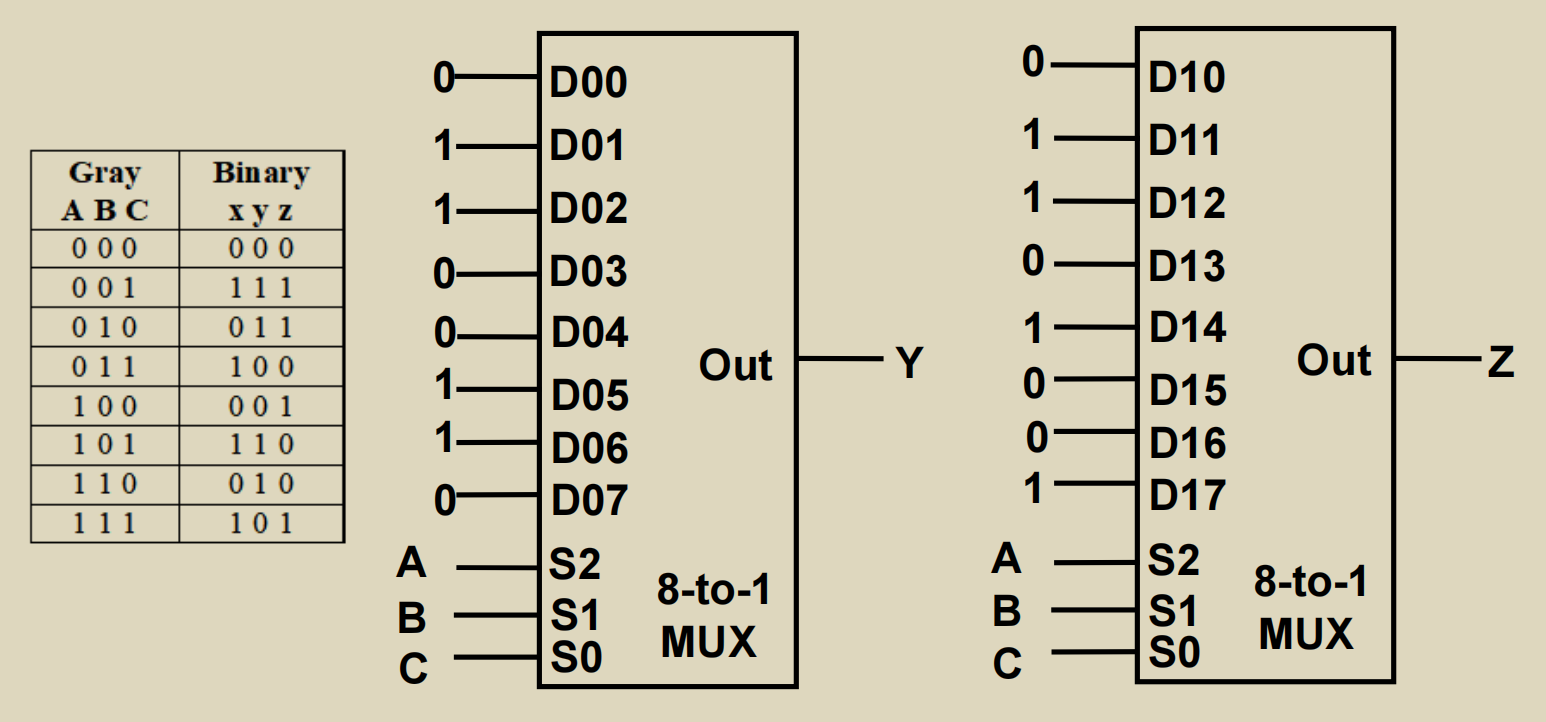 Gray
A B C
Binary
x y z
0 0 0
0 0 0
0 0 1
1 1 1
0 1 0
0 1 1
0 1 1
1 0 0
1 0 0
0 0 1
1 0 1
1 1 0
1 1 0
0 1 0
1 1 1
1 0 1
0 D00
1 D01
1 D02
0 D03
0 D04
1 D05
1 D06
0 D07
A S2
B S1
C S0
Out Y
8-to-1
MUX
0 D10
1 D11
1 D12
0 D13
1 D14
0 D15
0 D16
1 D17
A S2
B S1
C S0
Out Z
8-to-1
MUX